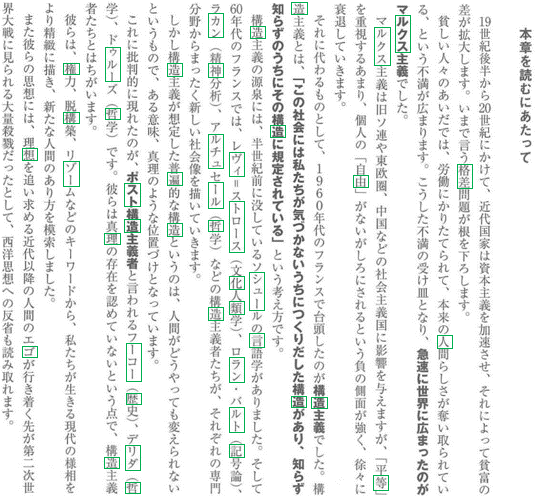 本章を読むにあたって
19世紀後半から20世紀にかけて、近代国家は資本主義を加速させ、それによって貧富の
差が拡大します。いまで言う格差問題が根を下ろします。
貧しい人々のあいだでは、労働にかりたてられて、本来の人間らしさが奪い取られてい
る、という不満が広まります。こうした不満の受け皿となり、急速に世界に広まったのが
マルクス主義でした。
マルクス主義は旧ソ連や東欧圏、中国などの社会主義国に影響を与えますが、「平等」
を重視するあまり、個人の「自由」がないがしろにされるという負の側面が強く、徐々に
衰退していきます。
それに代わるものとして、1960年代のフランスで台頭したのが構造主義でした。構
造主義とは、「この社会には私たちが気づかないうちにつくりだした構造があり、知らず
知らずのうちにその構造に規定されている」という考え方です。
構造主義の源泉には、半世紀前に没しているソシュールの言語学がありました。そして
60年代のフランスでは、レヴィ=ストロース（文化人類学）、ロラン・バルト（記号論）、
ラカン（精神分析）、アルチュセール（哲学）などの構造主義者たちが、それぞれの専門
分野からまったく新しい社会像を描いていきます。
しかし構造主義が想定した普遍的な構造というのは、人間がどうやっても変えられない
というもので、ある意味、真理のような位置づけとなっています。
これに批判的に現れたのが、ポスト構造主義者と言われるフーコー（歴史）、デリダ（哲
学）、ドゥルーズ（哲学）です。彼らは真理の存在を認めていないという点で、構造主義
者たちとはちがいます。
彼らは、権力、脱構築、リゾームなどのキーワードから、私たちが生きる現代の様相を
より精緻に描き、新たな人間のあり方を模索しました。
また彼らの思想には、理想を追い求める近代以降の人間のエゴが行き着く先が第二次世
界大戦に見られる大量殺戮だったとして、西洋思想への反省も読み取れます。